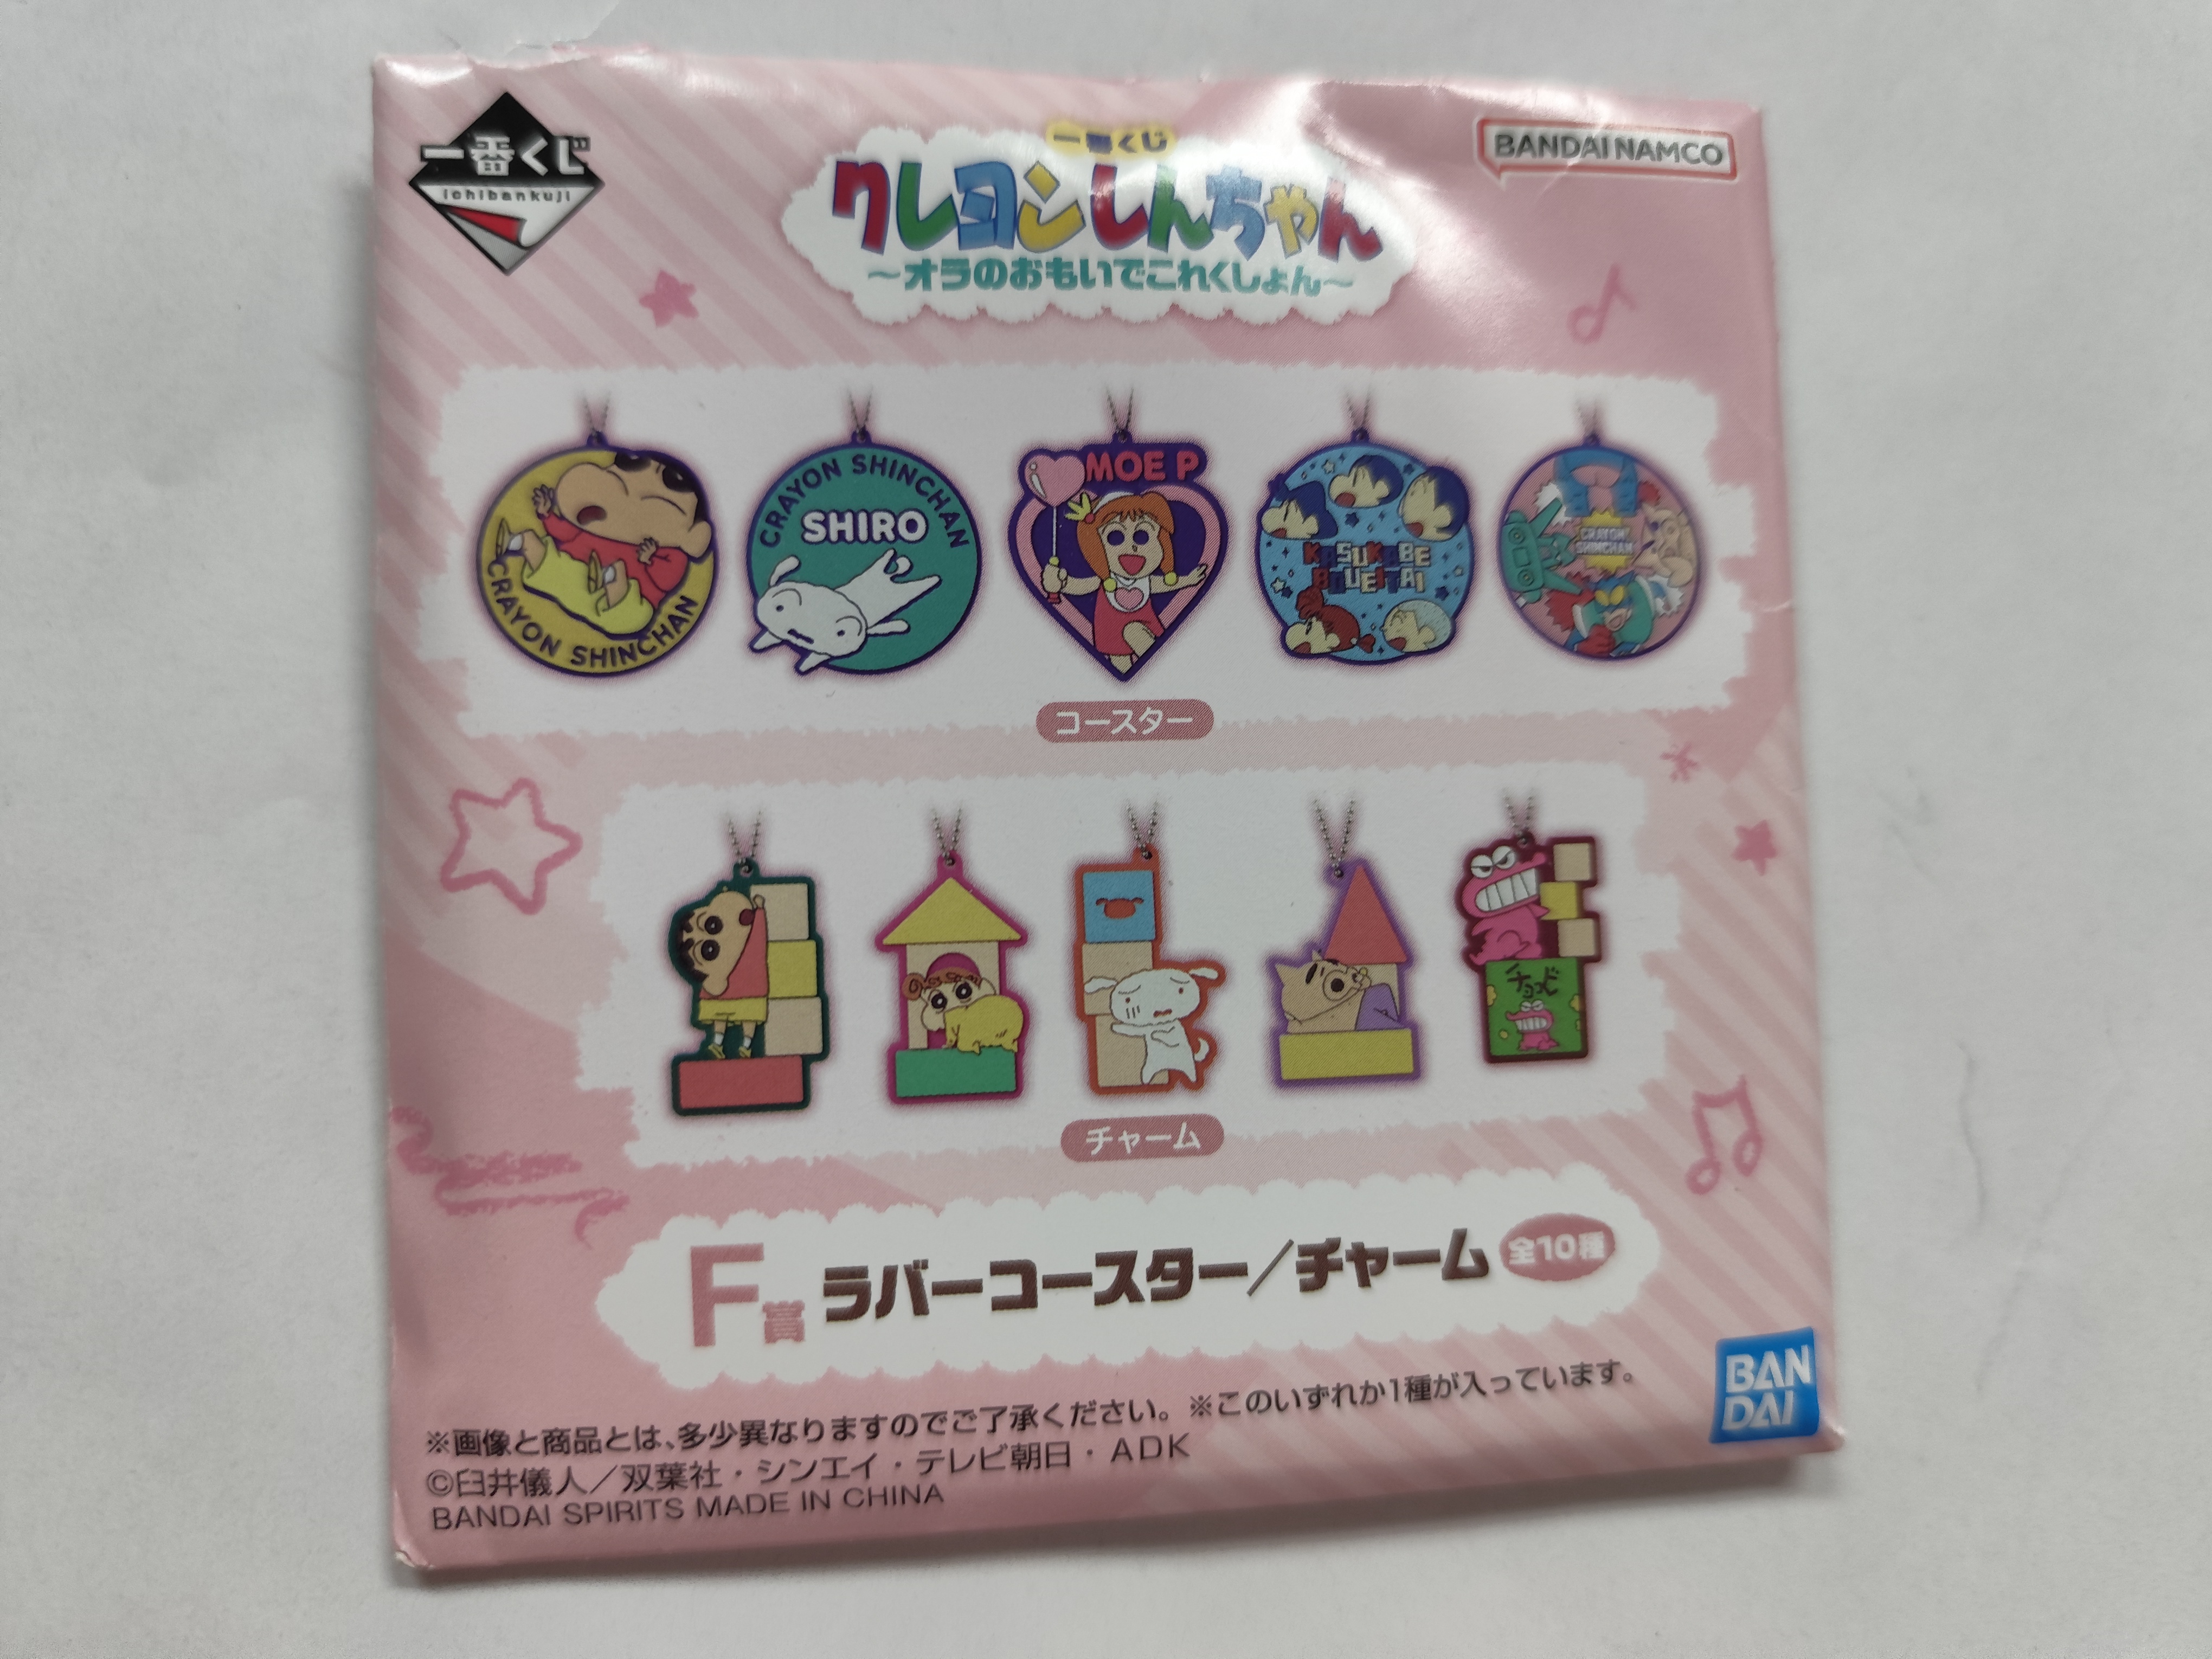 一番くじ
ichibankuji
一番くじ
クレヨンしんちゃん
～オラのおもいでこれくしょん～
BANDAI NAMCO
CRAYON SHINCHAN
CRAYON SHINCHAN
SHIRO
MOE P
KASUKABE
BOUEITAI
CRAYON
SHINCHAN
コースター
チョコビ
チャーム
F賞 ラバーコースター／チャーム 全10種
※画像と商品とは、多少異なりますのでご了承ください。※このいずれか1種が入っています。
©臼井儀人／双葉社・シンエイ・テレビ朝日・ADK
BANDAI SPIRITS MADE IN CHINA
BAN
DAI